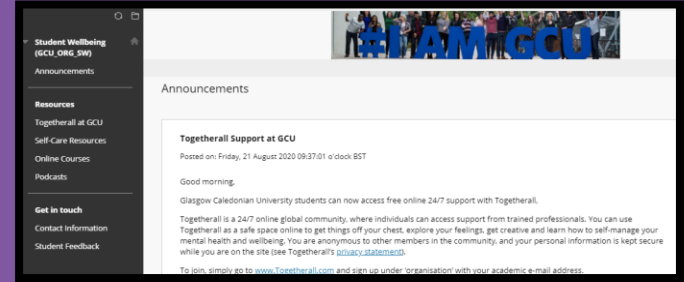 Student Wellbeing
(GCU_ORG_SW)
Announcements
Resources
Togetherall at GCU
Self-Care Resources
Online Courses
Podcasts
Get in touch
Contact Information
Student Feedback
#I AM GCU
Announcements
Togetherall Support at GCU
Posted on: Friday, 21 August 2020 09:37:01 o'clock BST
Good morning,
Glasgow Caledonian University students can now access free online 24/7 support with Togetherall.
Togetherall is a 24/7 online global community, where individuals can access support from trained professionals. You can use
Togetherall as a safe space online to get things off your chest, explore your feelings, get creative and learn how to self-manage your
mental health and wellbeing. You are anonymous to other members in the community, and your personal information is kept secure
while you are on the site (see Togetherall's privacy statement).
To join, simply go to www.Togetherall.com and sign up under 'organisation' with your academic e-mail address.